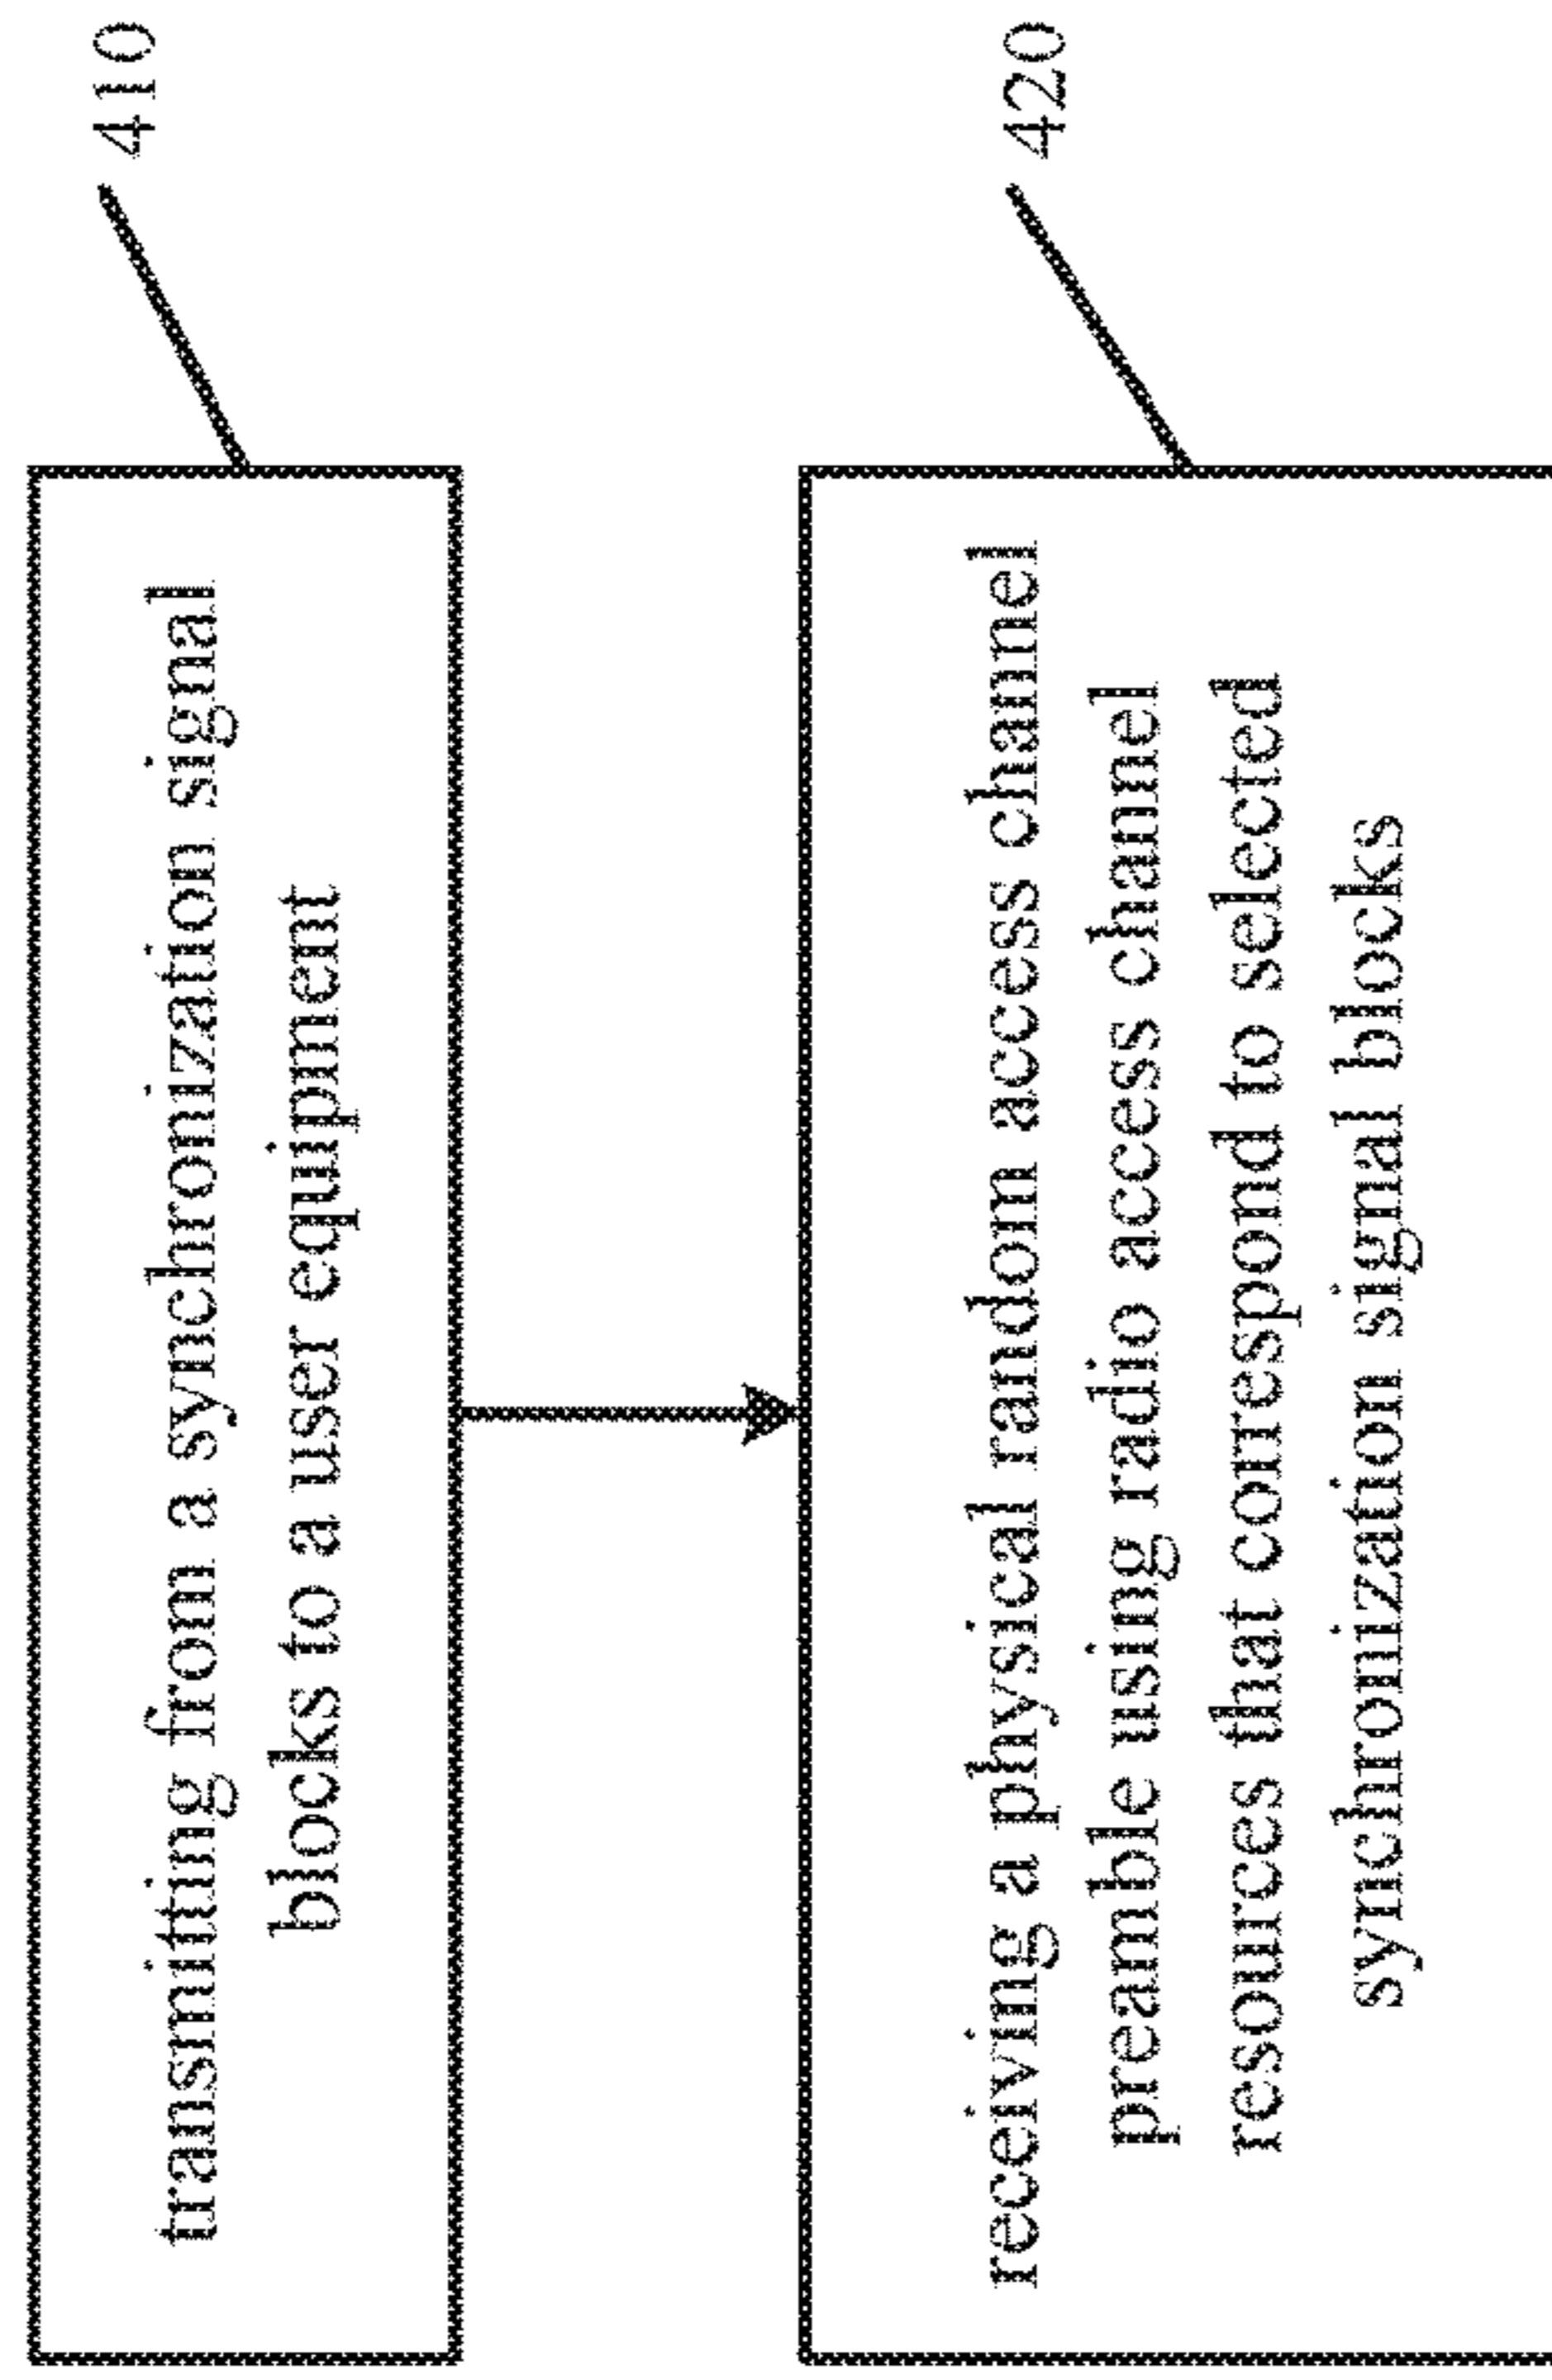 410
transmitting from a synchronization signal
blocks to a user equipment
420
receiving a physical random access channel
preamble using radio access channel
resources that correspond to selected
synchronization signal blocks